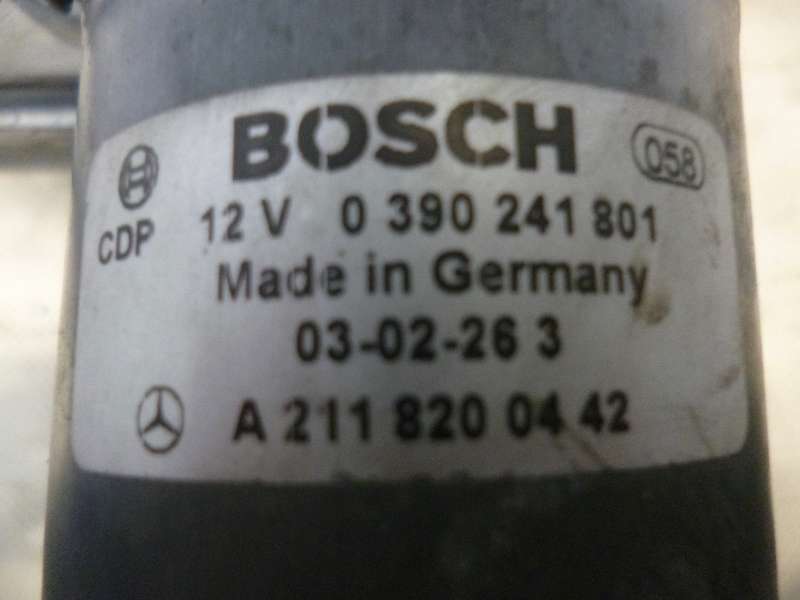 BOSCH 058
CDP 12 V 0 390 241 801
Made in Germany
03-02-26 3
A 211 820 04 42